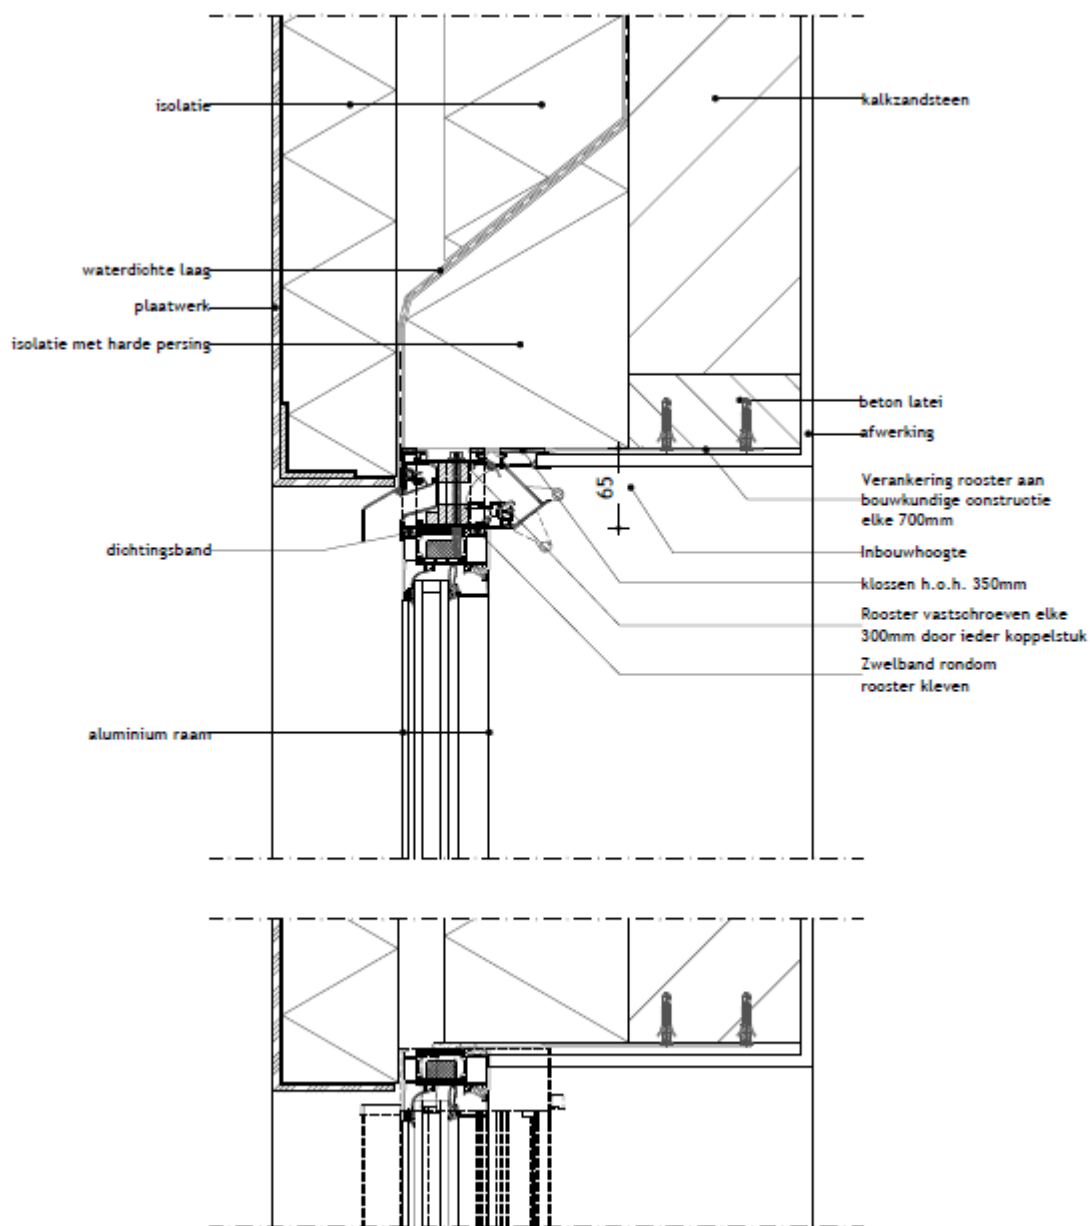 isolatie
kalkzandsteen
waterdichte laag
plaatwerk
isolatie met harde persing
beton latei
afwerking
65
Verankering rooster aan
bouwkundige constructie
elke 700mm
dichtingsband
Inbouwhoogte
klossen h.o.h. 350mm
Rooster vastschroeven elke
300mm door ieder koppelstuk
Zwelband rondom
rooster kleven
aluminium raam